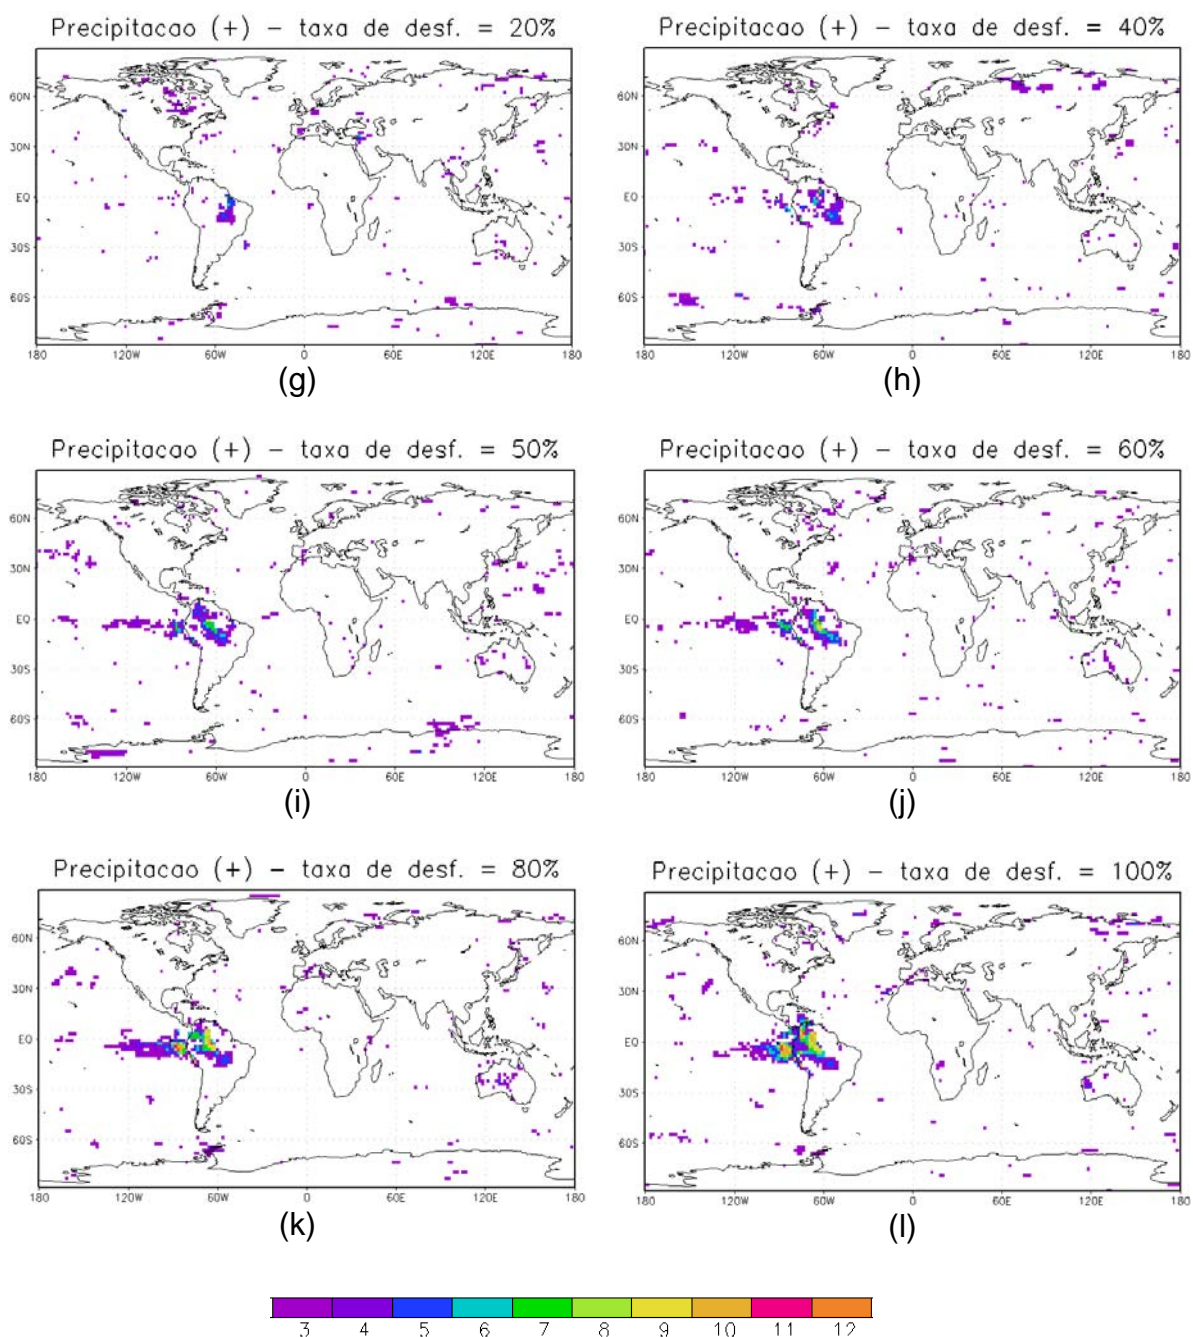 Precipitacao (+) – taxa de desf. = 20%
Precipitacao (+) – taxa de desf. = 40%
60N
30N
EQ
30S
60S
180 120W 60W 0 60E 120E 180
60N
30N
EQ
30S
60S
180 120W 60W 0 60E 120E 180
(g)
(h)
Precipitacao (+) – taxa de desf. = 50%
Precipitacao (+) – taxa de desf. = 60%
60N
30N
EQ
30S
60S
180 120W 60W 0 60E 120E 180
60N
30N
EQ
30S
60S
180 120W 60W 0 60E 120E 180
(i)
(j)
Precipitacao (+) – taxa de desf. = 80%
Precipitacao (+) – taxa de desf. = 100%
60N
30N
EQ
30S
60S
180 120W 60W 0 60E 120E 180
60N
30N
EQ
30S
60S
180 120W 60W 0 60E 120E 180
(k)
(l)
3 4 5 6 7 8 9 10 11 12